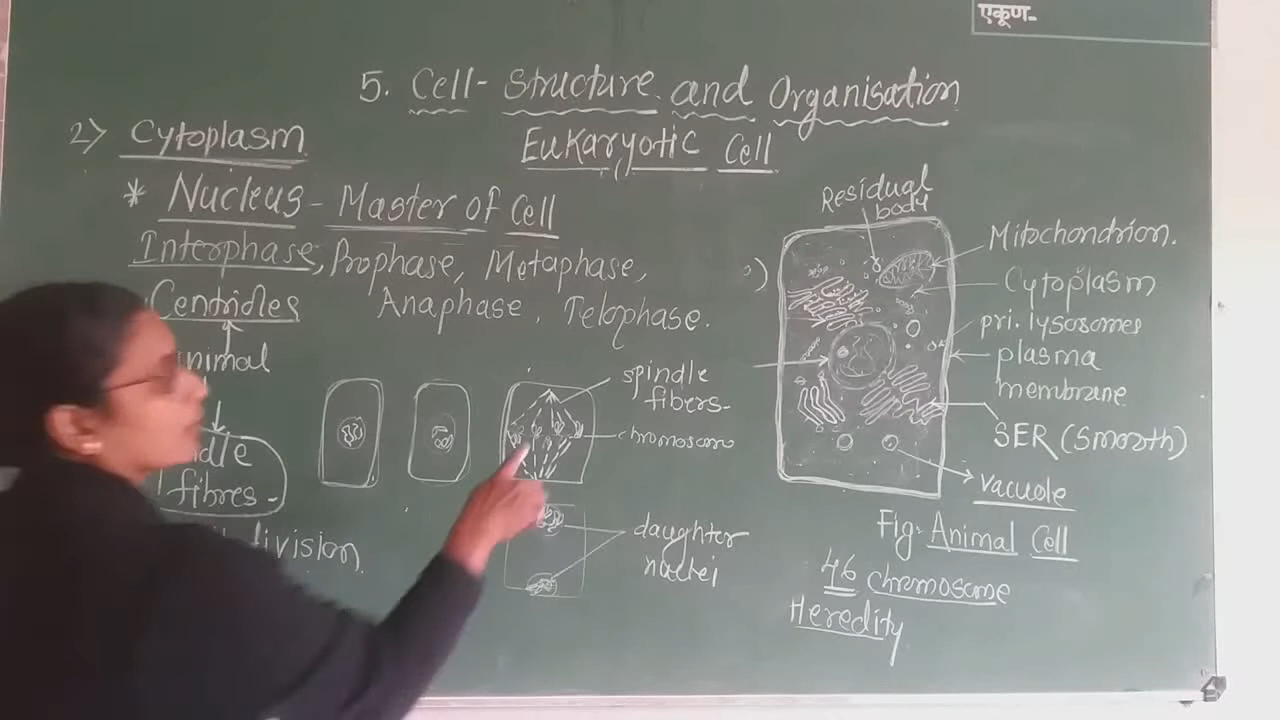 एकूण-
5. Cell- Structure and Organisation
Eukaryotic Cell
2) Cytoplasm
* Nucleus - Master of Cell
Interphase, Prophase, Metaphase,
Anaphase, Telophase.
Centrioles
fibres-
spindle
fibers-
daughter
nuclei
Residual
body
Mitochondrion.
Cytoplasm
pri. lysosomes
plasma
membrane
SER (Smooth)
vacuole
Fig: Animal Cell
46 chromosome
Heredity